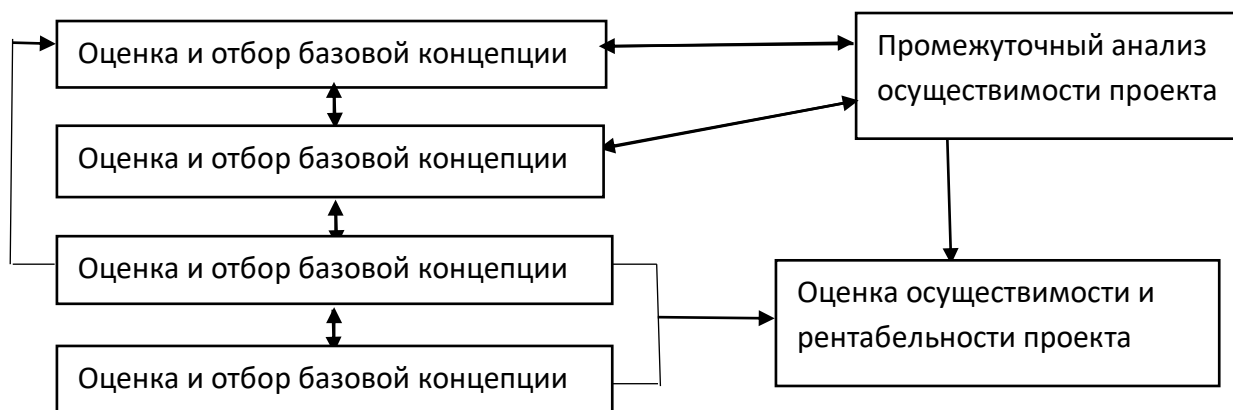 Оценка и отбор базовой концепции
Промежуточный анализ
осуществимости проекта
Оценка и отбор базовой концепции
Оценка и отбор базовой концепции
Оценка осуществимости и
рентабельности проекта
Оценка и отбор базовой концепции